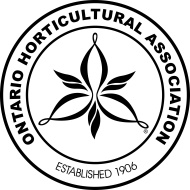 ONTARIO HORTICULTURAL ASSOCIATION
ESTABLISHED 1906
®